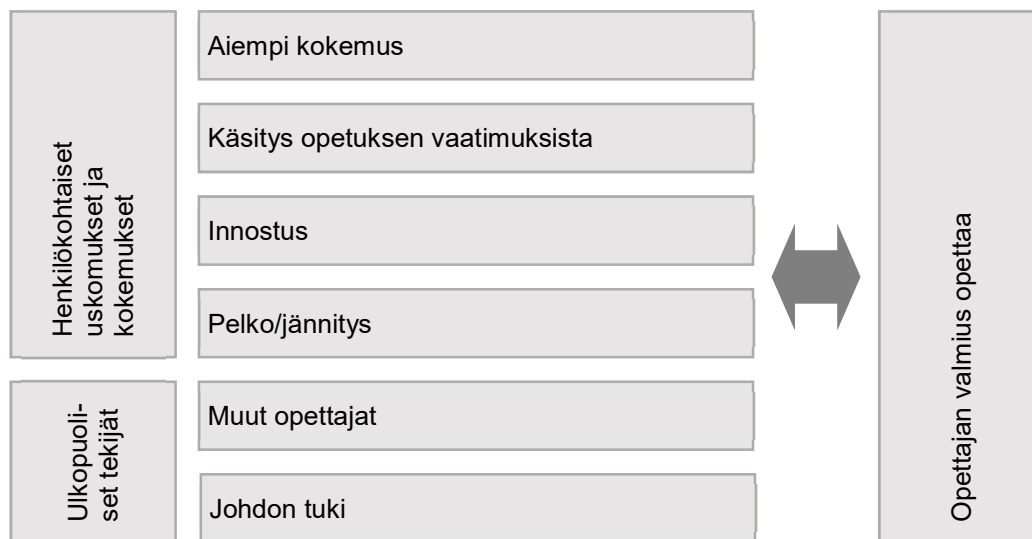 Henkilökohtaiset
uskomukset ja
kokemukset
Aiempi kokemus
Käsitys opetuksen vaatimuksista
Innostus
Pelko/jännitys
Ulkopuoli-
set tekijät
Muut opettajat
Johdon tuki
Opettajan valmius opettaa